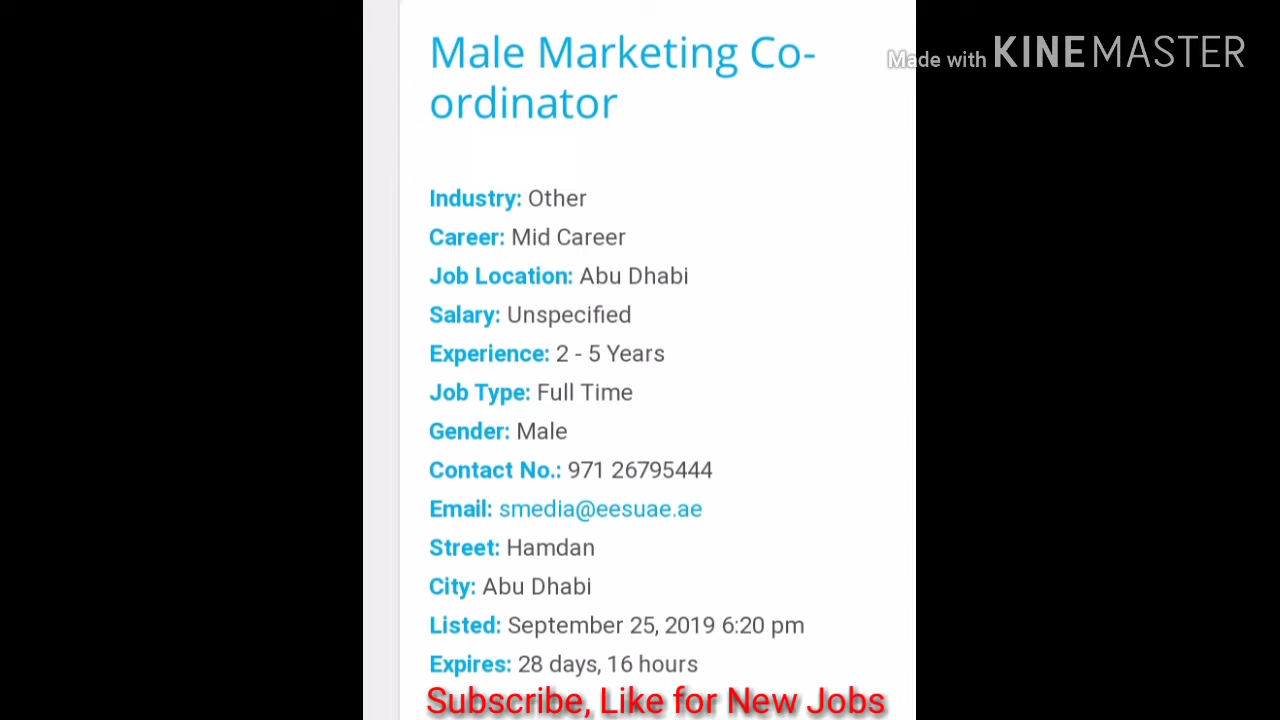 Male Marketing Co-
ordinator
Made with KINEMASTER
Industry: Other
Career: Mid Career
Job Location: Abu Dhabi
Salary: Unspecified
Experience: 2 - 5 Years
Job Type: Full Time
Gender: Male
Contact No.: 971 26795444
Email: smedia@eesuae.ae
Street: Hamdan
City: Abu Dhabi
Listed: September 25, 2019 6:20 pm
Expires: 28 days, 16 hours
Subscribe, Like for New Jobs